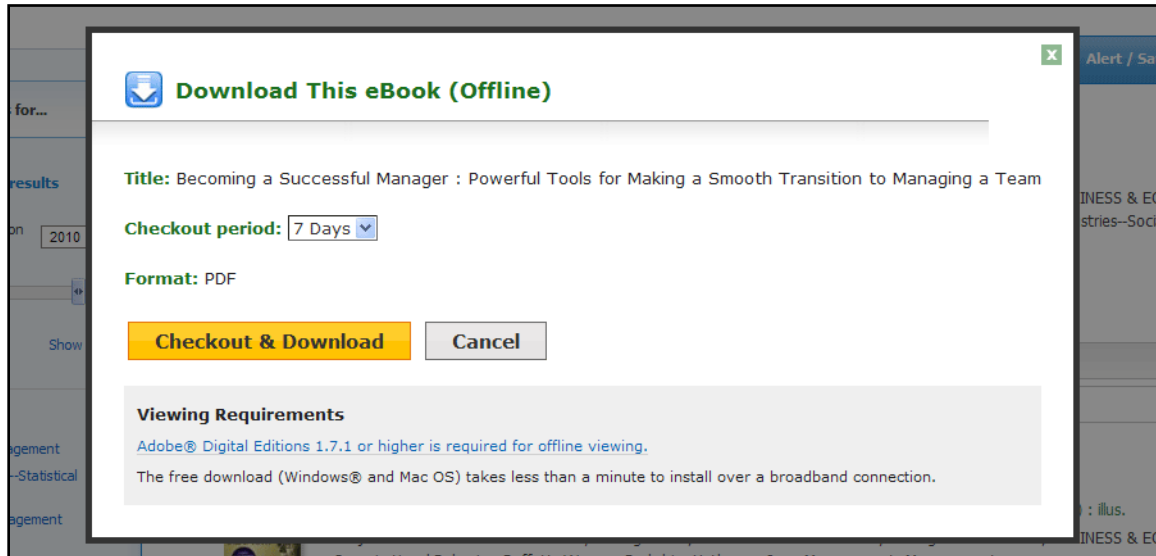 X
Alert / Sa
Download This eBook (Offline)
for...
Title: Becoming a Successful Manager : Powerful Tools for Making a Smooth Transition to Managing a Team
results
INESS & EC
stries--Soci
on 2010
Checkout period: 7 Days
Format: PDF
Show
Checkout & Download Cancel
Viewing Requirements
Adobe® Digital Editions 1.7.1 or higher is required for offline viewing.
agement
The free download (Windows® and Mac OS) takes less than a minute to install over a broadband connection.
--Statistical
) : illus.
agement
INESS & EC